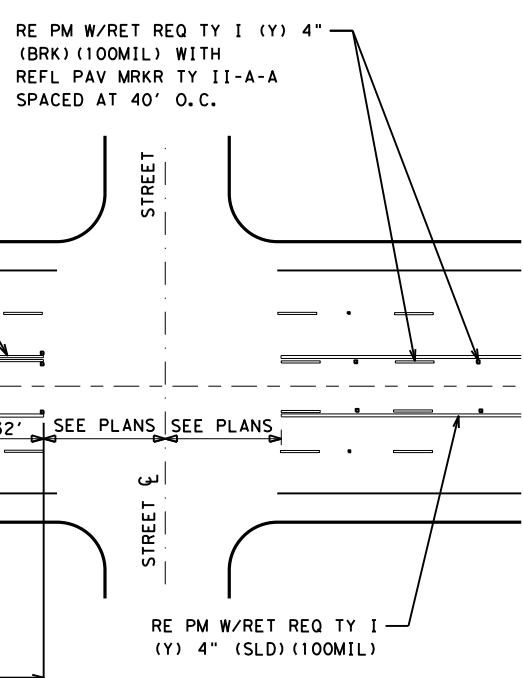 RE PM W/RET REQ TY I (Y) 4"
(BRK)(100MIL) WITH
REFL PAV MRKR TY II-A-A
SPACED AT 40' O.C.
STREET
SEE PLANS
SEE PLANS
STREET ℄
RE PM W/RET REQ TY I
(Y) 4" (SLD)(100MIL)